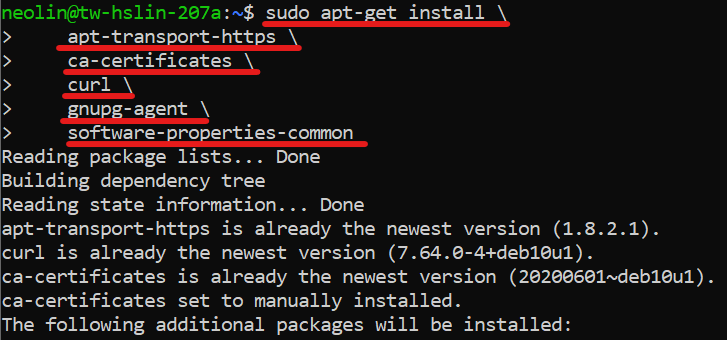 neolin@tw-hslin-207a:~$ sudo apt-get install \
>     apt-transport-https \
>     ca-certificates \
>     curl \
>     gnupg-agent \
>     software-properties-common
Reading package lists... Done
Building dependency tree
Reading state information... Done
apt-transport-https is already the newest version (1.8.2.1).
curl is already the newest version (7.64.0-4+deb10u1).
ca-certificates is already the newest version (20200601~deb10u1).
ca-certificates set to manually installed.
The following additional packages will be installed: